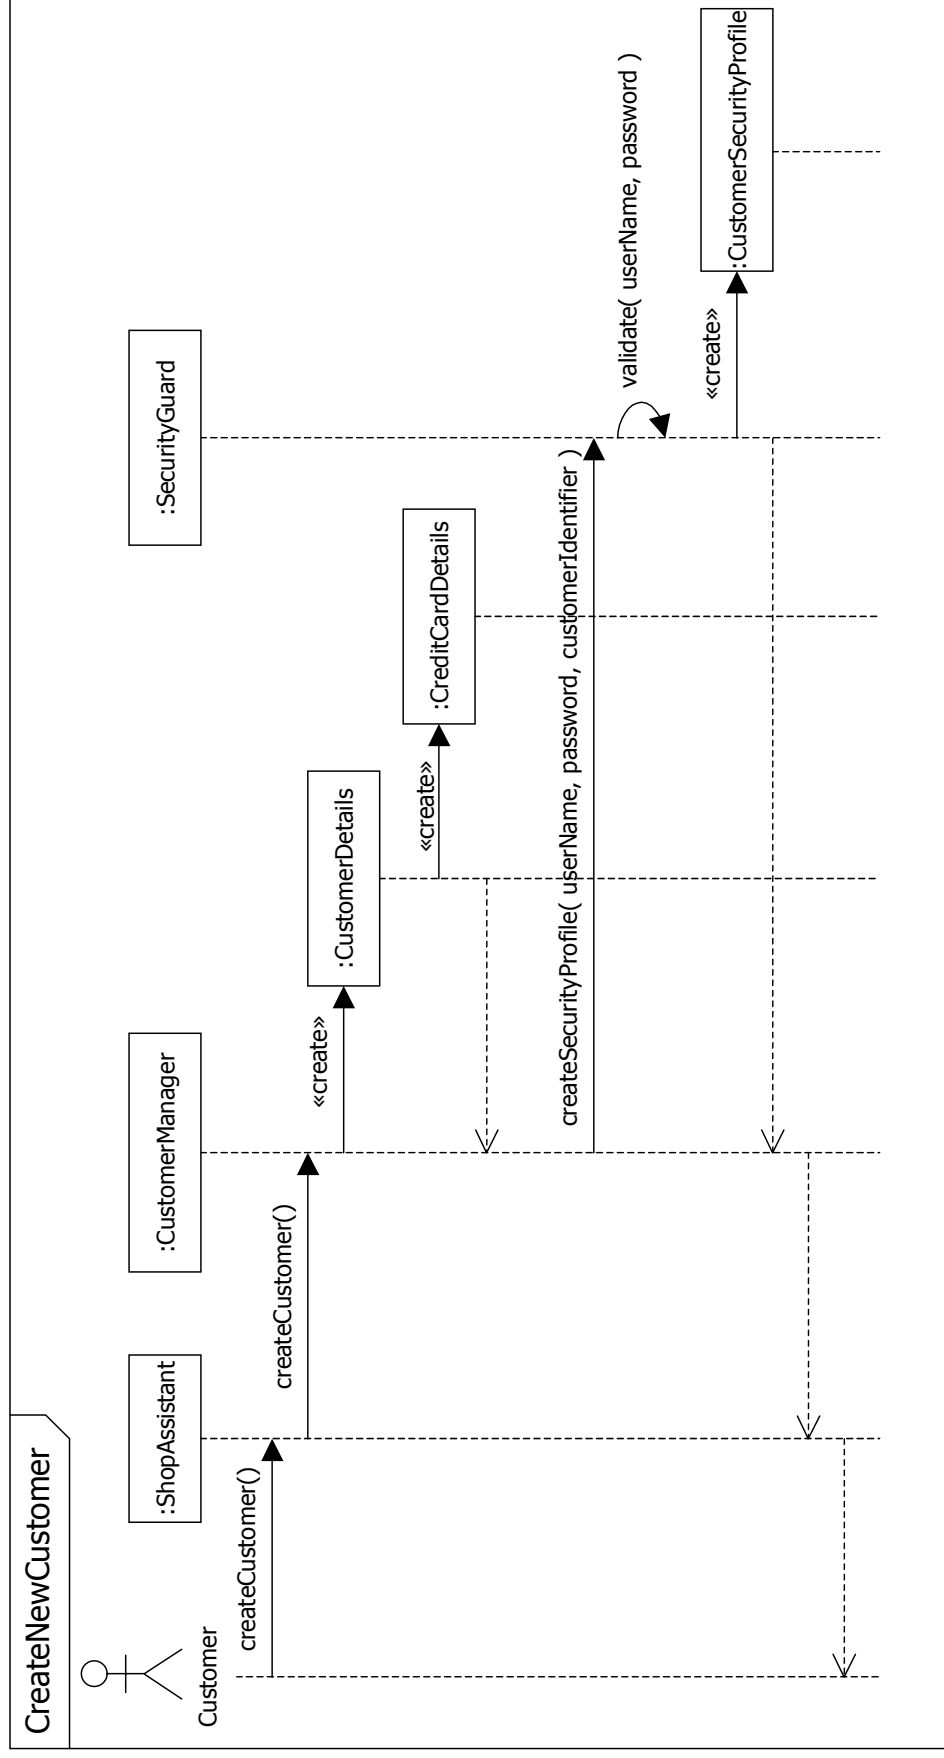 CreateNewCustomer
Customer
:ShopAssistant
:CustomerManager
:SecurityGuard
createCustomer()
createCustomer()
«create»
:CustomerDetails
«create»
:CreditCardDetails
createSecurityProfile( userName, password, customerIdentifier )
validate( userName, password )
«create»
:CustomerSecurityProfile